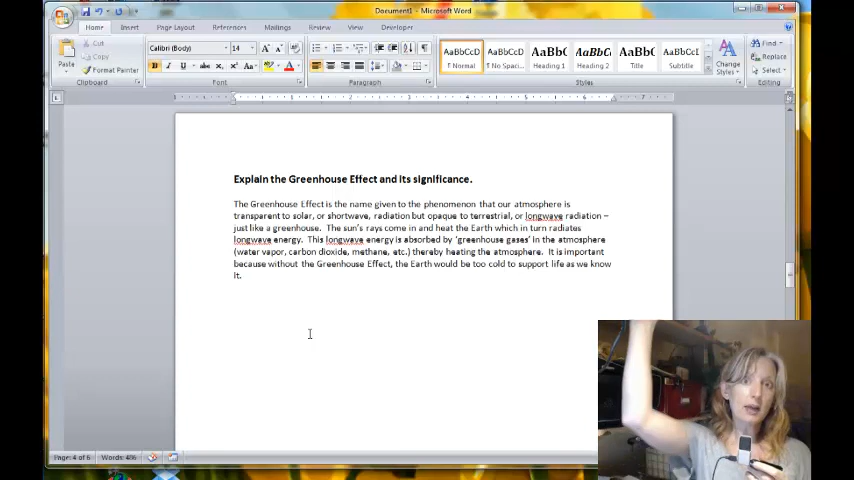 Document1 - Microsoft Word
Home Insert Page Layout References Mailings Review View Developer
Paste
Cut
Copy
Format Painter
Clipboard
Calibri (Body) 14
Font
Paragraph
AaBbCcD AaBbCcD AaBbC AaBbC AaBbC AaBbCcI
¶ Normal ¶ No Spaci... Heading 1 Heading 2 Title Subtitle
Change Styles
Styles
Find
Replace
Select
Editing
Explain the Greenhouse Effect and its significance.
The Greenhouse Effect is the name given to the phenomenon that our atmosphere is
transparent to solar, or shortwave, radiation but opaque to terrestrial, or longwave radiation –
just like a greenhouse.  The sun's rays come in and heat the Earth which in turn radiates
longwave energy.  This longwave energy is absorbed by 'greenhouse gases' in the atmosphere
(water vapor, carbon dioxide, methane, etc.) thereby heating the atmosphere.  It is important
because without the Greenhouse Effect, the Earth would be too cold to support life as we know
it.
Page: 4 of 6 Words: 486